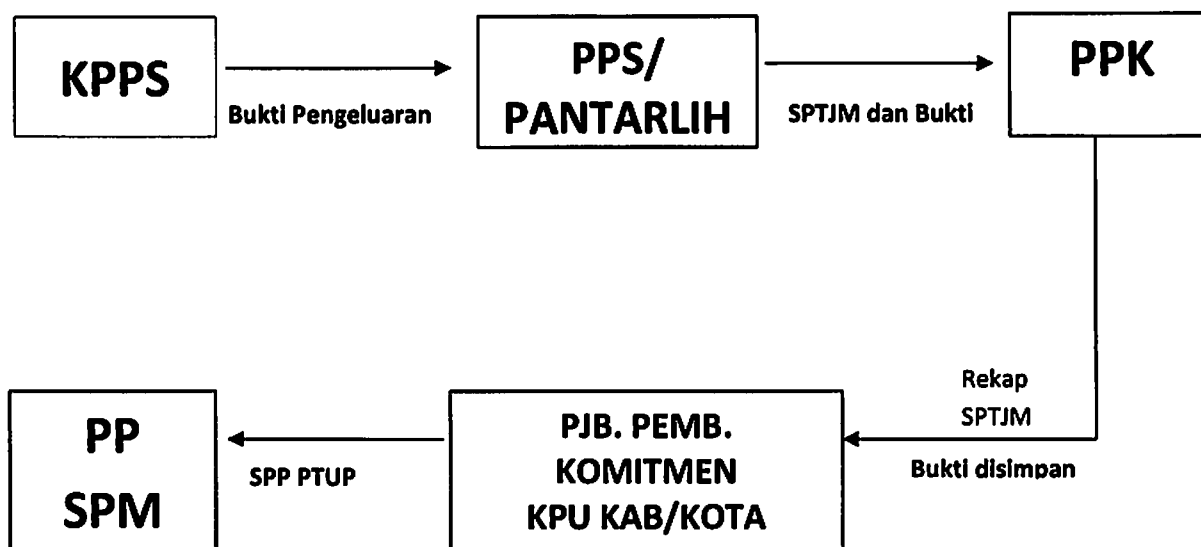 KPPS
Bukti Pengeluaran
PPS/
PANTARLIH
SPTJM dan Bukti
PPK
Rekap
SPTJM
Bukti disimpan
PJB. PEMB.
KOMITMEN
KPU KAB/KOTA
SPP PTUP
PP
SPM